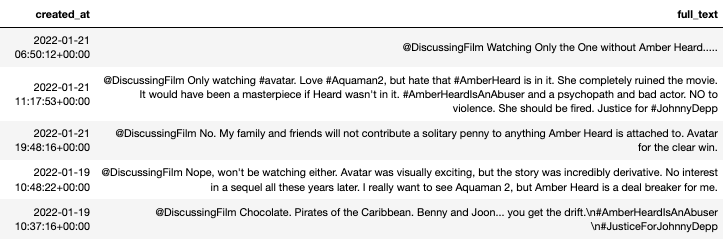 created_at full_text
2022-01-21
06:50:12+00:00
@DiscussingFilm Watching Only the One without Amber Heard.....
2022-01-21
11:17:53+00:00
@DiscussingFilm Only watching #avatar. Love #Aquaman2, but hate that #AmberHeard is in it. She completely ruined the movie.
It would have been a masterpiece if Heard wasn't in it. #AmberHeardIsAnAbuser and a psychopath and bad actor. NO to
violence. She should be fired. Justice for #JohnnyDepp
2022-01-21
19:48:16+00:00
@DiscussingFilm No. My family and friends will not contribute a solitary penny to anything Amber Heard is attached to. Avatar
for the clear win.
2022-01-19
10:48:22+00:00
@DiscussingFilm Nope, won't be watching either. Avatar was visually exciting, but the story was incredibly derivative. No interest
in a sequel all these years later. I really want to see Aquaman 2, but Amber Heard is a deal breaker for me.
2022-01-19
10:37:16+00:00
@DiscussingFilm Chocolate. Pirates of the Caribbean. Benny and Joon... you get the drift.\n#AmberHeardIsAnAbuser
\n#JusticeForJohnnyDepp